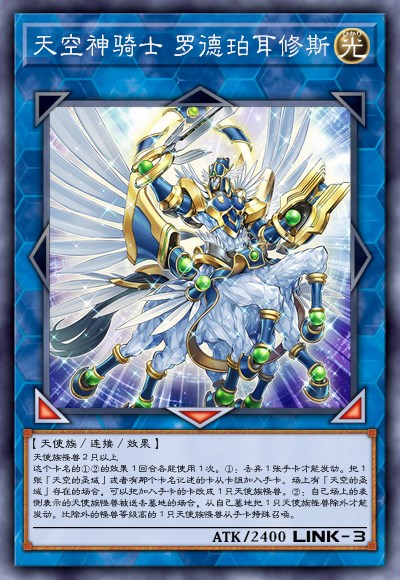 天空神骑士 罗德珀耳修斯
光
【天使族／连接／效果】
天使族怪兽2只以上
这个卡名的①②的效果1回合各能使用1次。①：丢弃1张手卡才能发动。把1
张「天空的圣域」或者有那个卡名记述的卡从卡组加入手卡。场上有「天空的圣
域」存在的场合，可以把加入手卡的卡改成1只天使族怪兽。②：自己场上的表
侧表示的天使族怪兽被送去墓地的场合，从自己墓地把1只天使族怪兽除外才能
发动。比除外的怪兽等级高的1只天使族怪兽从手卡特殊召唤。
ATK/2400 LINK-3